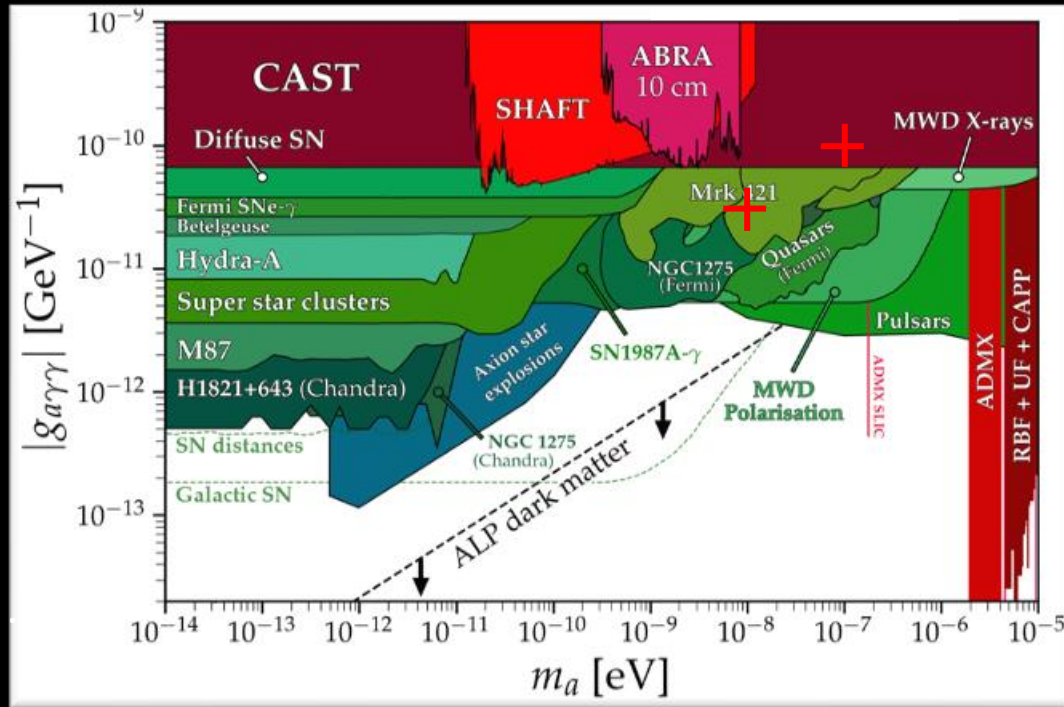 10⁻⁹
10⁻¹⁰
10⁻¹¹
10⁻¹²
10⁻¹³
|g_{aγγ}| [GeV⁻¹]
CAST
SHAFT
ABRA
10 cm
MWD X-rays
Diffuse SN
Mrk 421
Fermi SNe-γ
Betelgeuse
Hydra-A
NGC1275
(Fermi)
Quasars
(Fermi)
Super star clusters
Pulsars
M87
SN1987A-γ
Axion star
explosions
H1821+643 (Chandra)
MWD
Polarisation
ADMX SLIC
ADMX
RBF + UF + CAPP
SN distances
NGC 1275
(Chandra)
Galactic SN
ALP dark matter
10⁻¹⁴ 10⁻¹³ 10⁻¹² 10⁻¹¹ 10⁻¹⁰ 10⁻⁹ 10⁻⁸ 10⁻⁷ 10⁻⁶ 10⁻⁵
mₐ [eV]